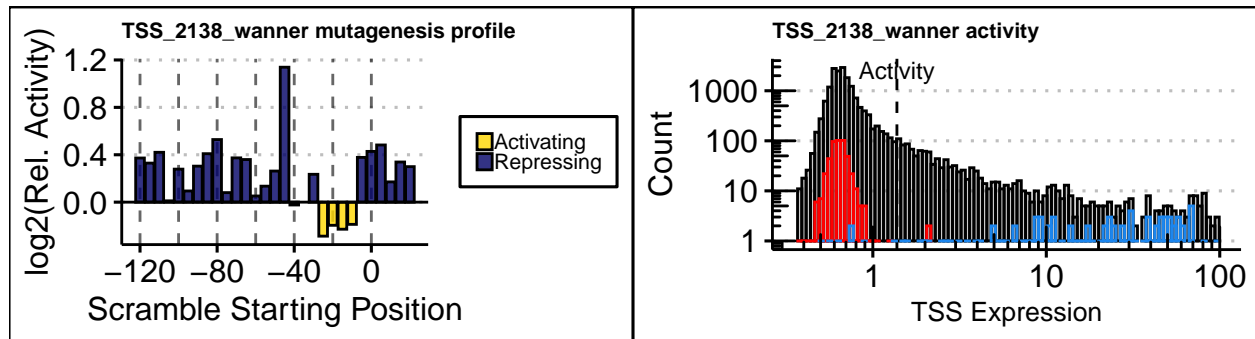 TSS_2138_wanner mutagenesis profile
log2(Rel. Activity)
1.2
0.8
0.4
0.0
−120
−80
−40
0
Scramble Starting Position
Activating
Repressing
TSS_2138_wanner activity
Activity
Count
1000
100
10
1
1
10
100
TSS Expression